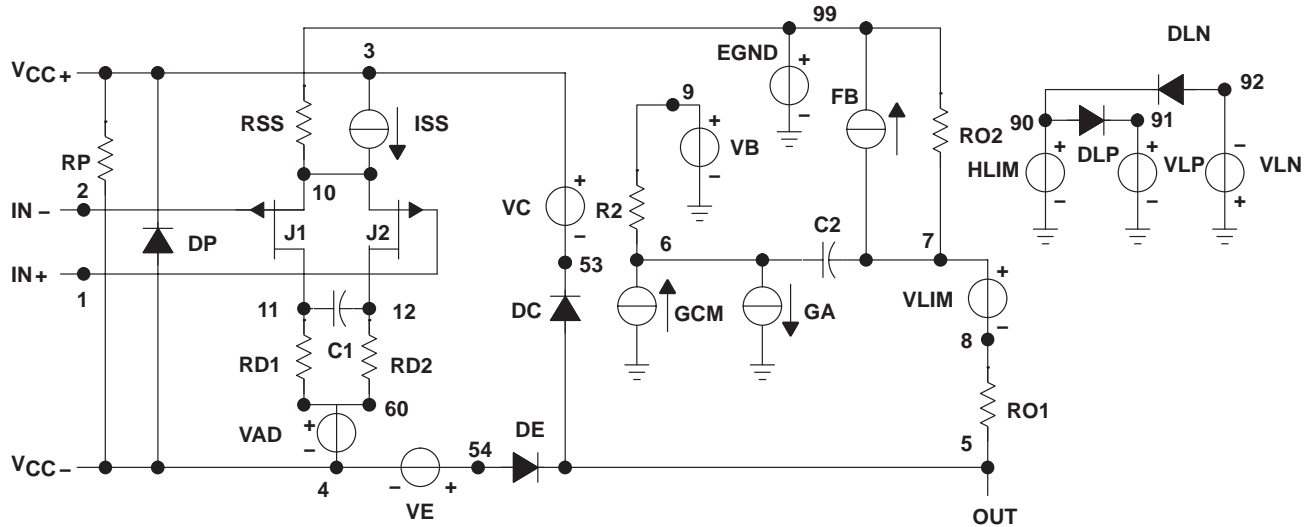 99
DLN
3
EGND
+
VCC+
92
9
FB
RSS
ISS
+
90
91
RP
VB
RO2
DLP
+
+
-
2
10
HLIM
VLP
VLN
IN -
+
VC
R2
C2
J1
J2
6
7
DP
IN +
53
+
1
VLIM
11
12
DC
GCM
GA
C1
8
RD1
RD2
60
RO1
VAD
+
DE
54
5
VCC-
4
-
+
VE
OUT